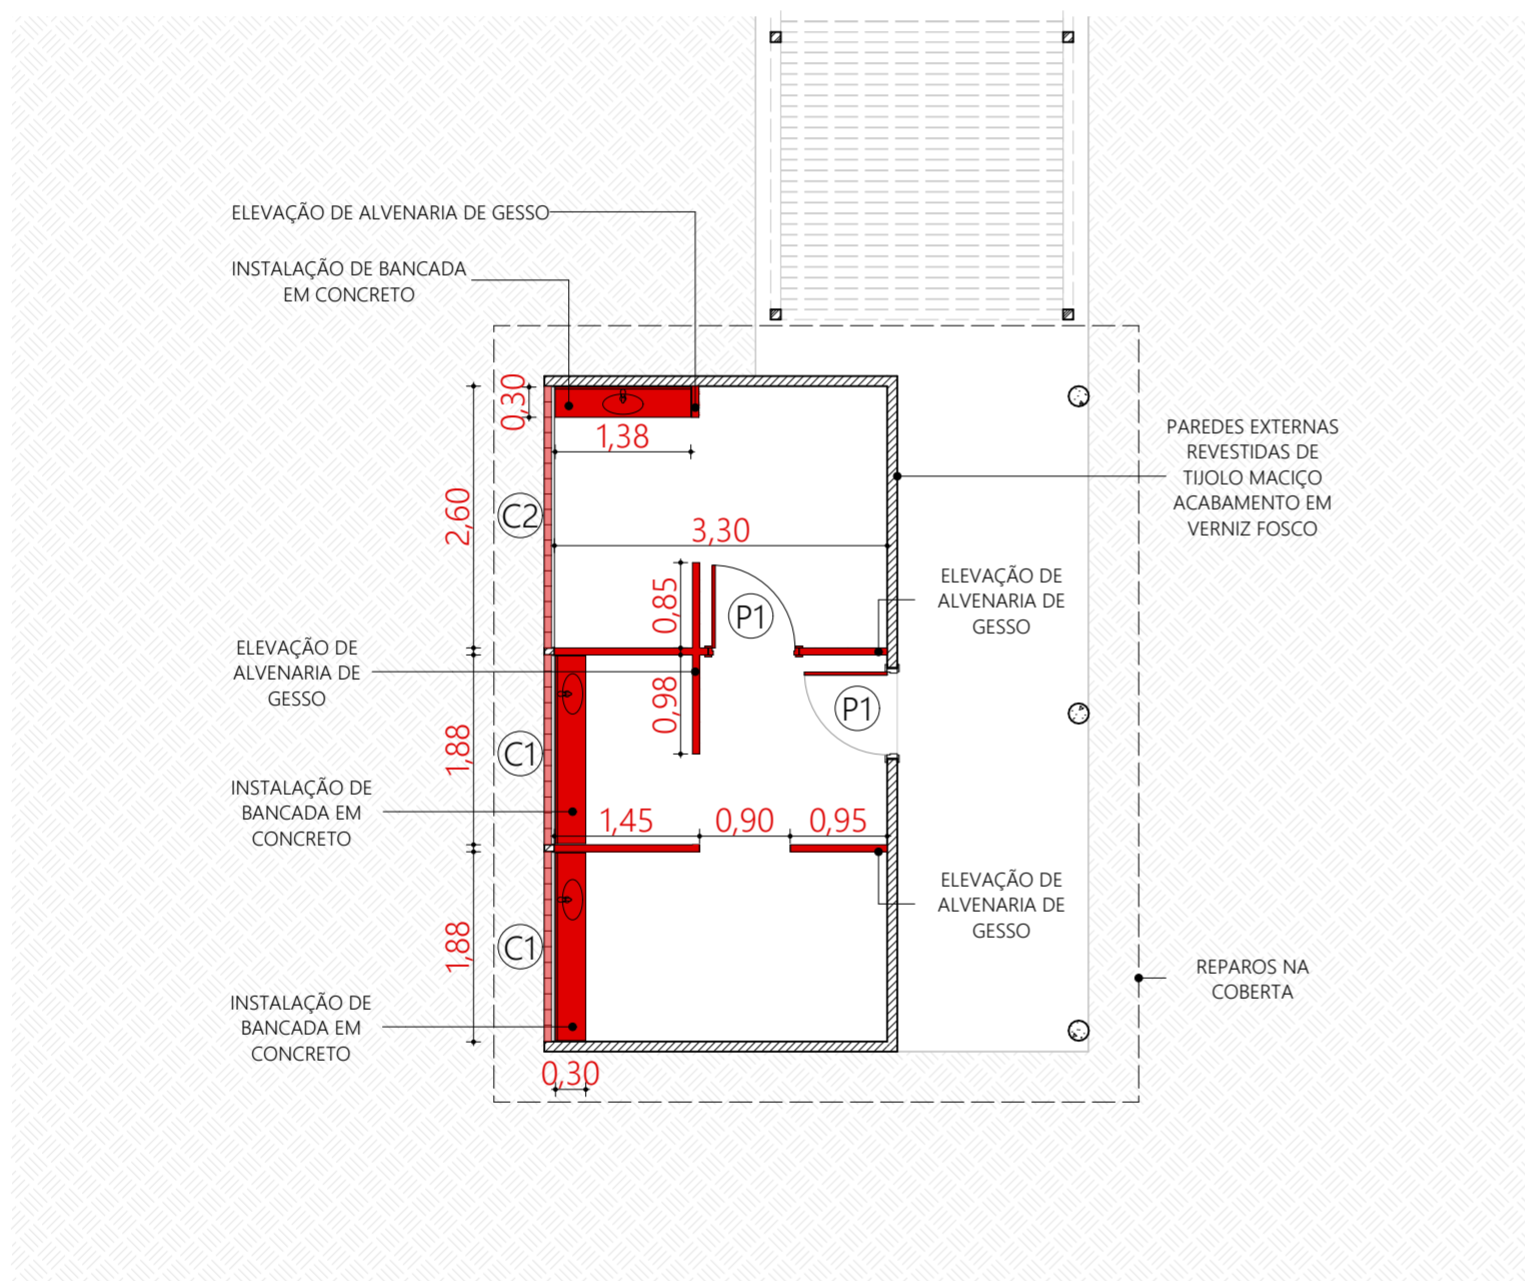 ELEVAÇÃO DE ALVENARIA DE GESSO
INSTALAÇÃO DE BANCADA
EM CONCRETO
0,30
1,38
PAREDES EXTERNAS
REVESTIDAS DE
TIJOLO MACIÇO
ACABAMENTO EM
VERNIZ FOSCO
2,60
C2
3,30
0,85
P1
ELEVAÇÃO DE
ALVENARIA DE
GESSO
ELEVAÇÃO DE
ALVENARIA DE
GESSO
0,98
P1
1,88
C1
INSTALAÇÃO DE
BANCADA EM
CONCRETO
1,45
0,90
0,95
ELEVAÇÃO DE
ALVENARIA DE
GESSO
1,88
C1
REPAROS NA
COBERTA
INSTALAÇÃO DE
BANCADA EM
CONCRETO
0,30